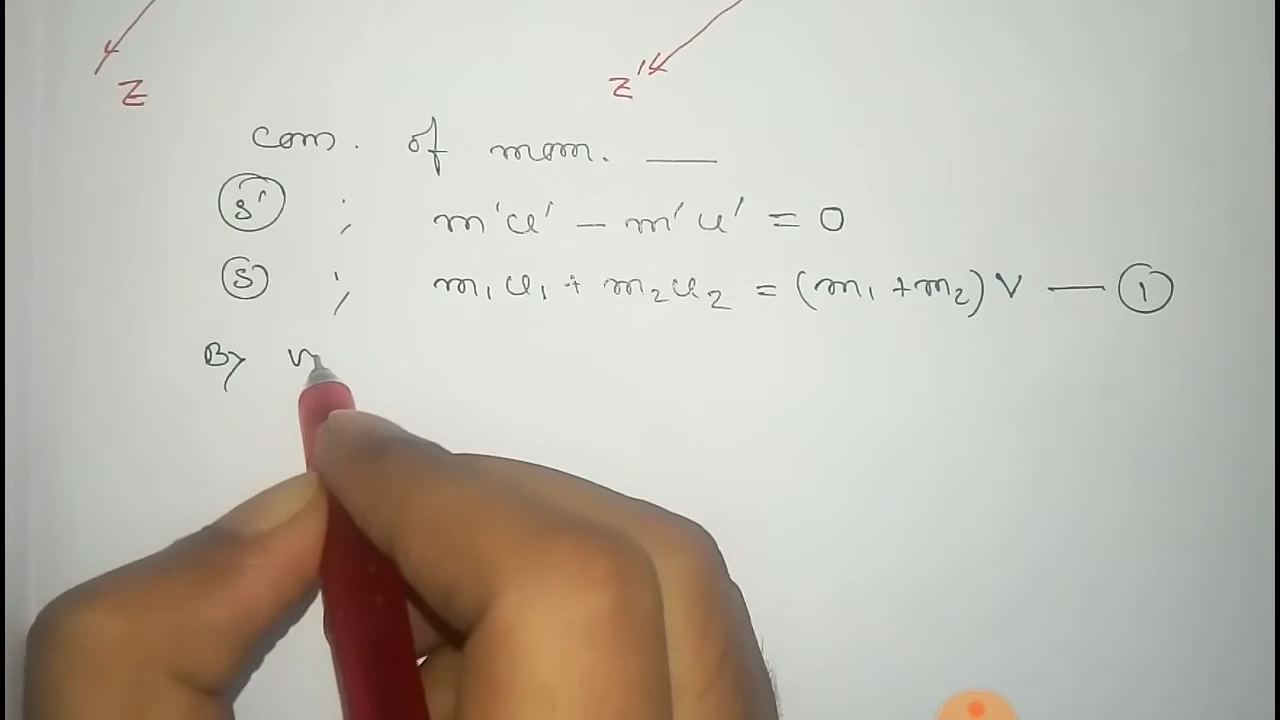 Z Z'
Con. of mom. —
S' ; m'u' - m'u' = 0
S ; m₁u₁ + m₂u₂ = (m₁ + m₂) V — 1
By